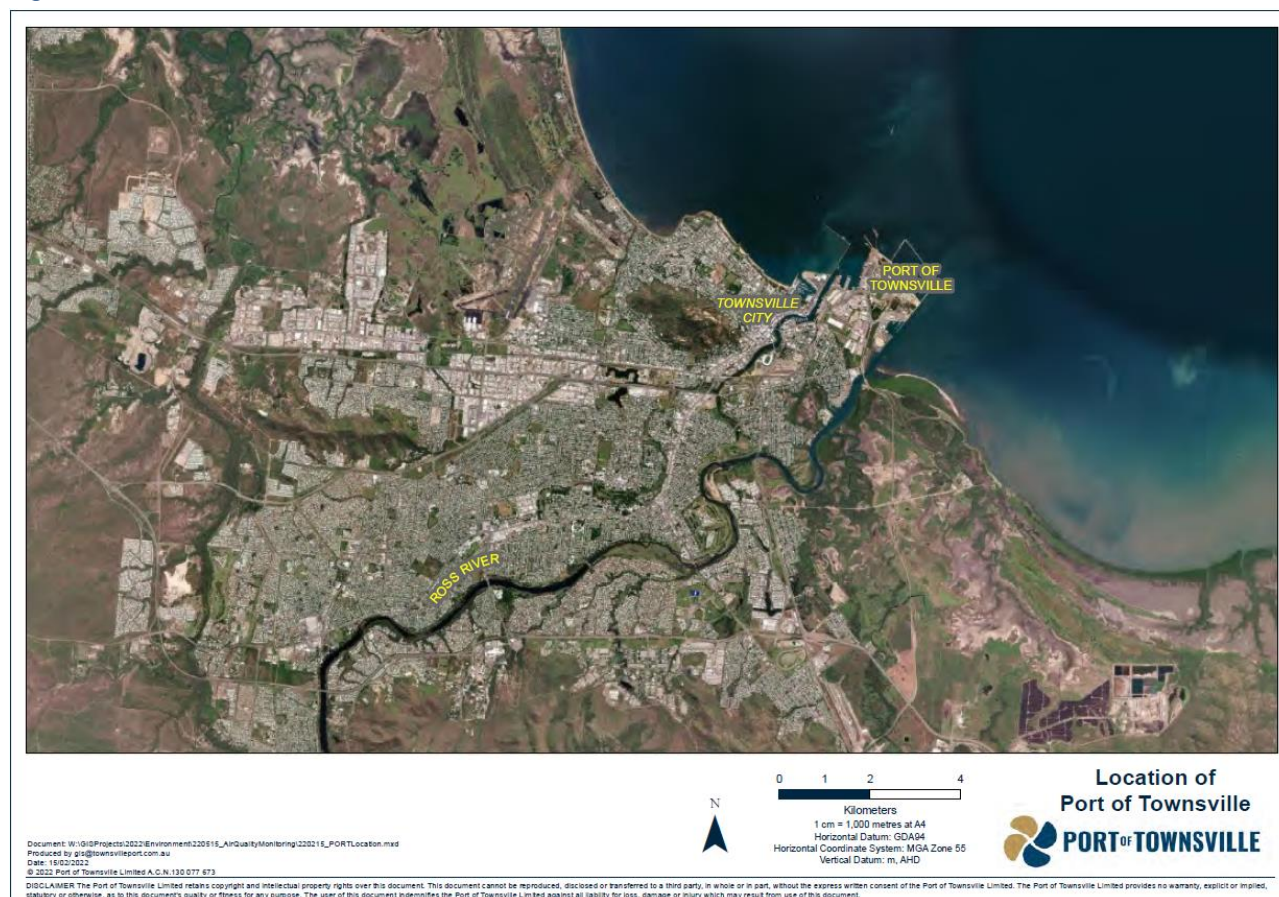 PORT OF
TOWNSVILLE
TOWNSVILLE
CITY
ROSS RIVER
N
0 1 2 4
Kilometers
1 cm = 1,000 metres at A4
Horizontal Datum: GDA94
Horizontal Coordinate System: MGA Zone 55
Vertical Datum: m, AHD
Location of
Port of Townsville
PORT OF TOWNSVILLE
Document: W:\GISProjects\2022\Environment\220515_AirQualityMonitoring\220215_PORTLocation.mxd
Produced by gis@townsvilleport.com.au
Date: 15/02/2022
© 2022 Port of Townsville Limited A.C.N.130 077 673
DISCLAIMER The Port of Townsville Limited retains copyright and intellectual property rights over this document. This document cannot be reproduced, disclosed or transferred to a third party, in whole or in part, without the express written consent of the Port of Townsville Limited. The Port of Townsville Limited provides no warranty, explicit or implied,
statutory or otherwise, as to this document's quality or fitness for any purpose. The user of this document indemnifies the Port of Townsville Limited against all liability for loss, damage or injury which may result from use of this document.